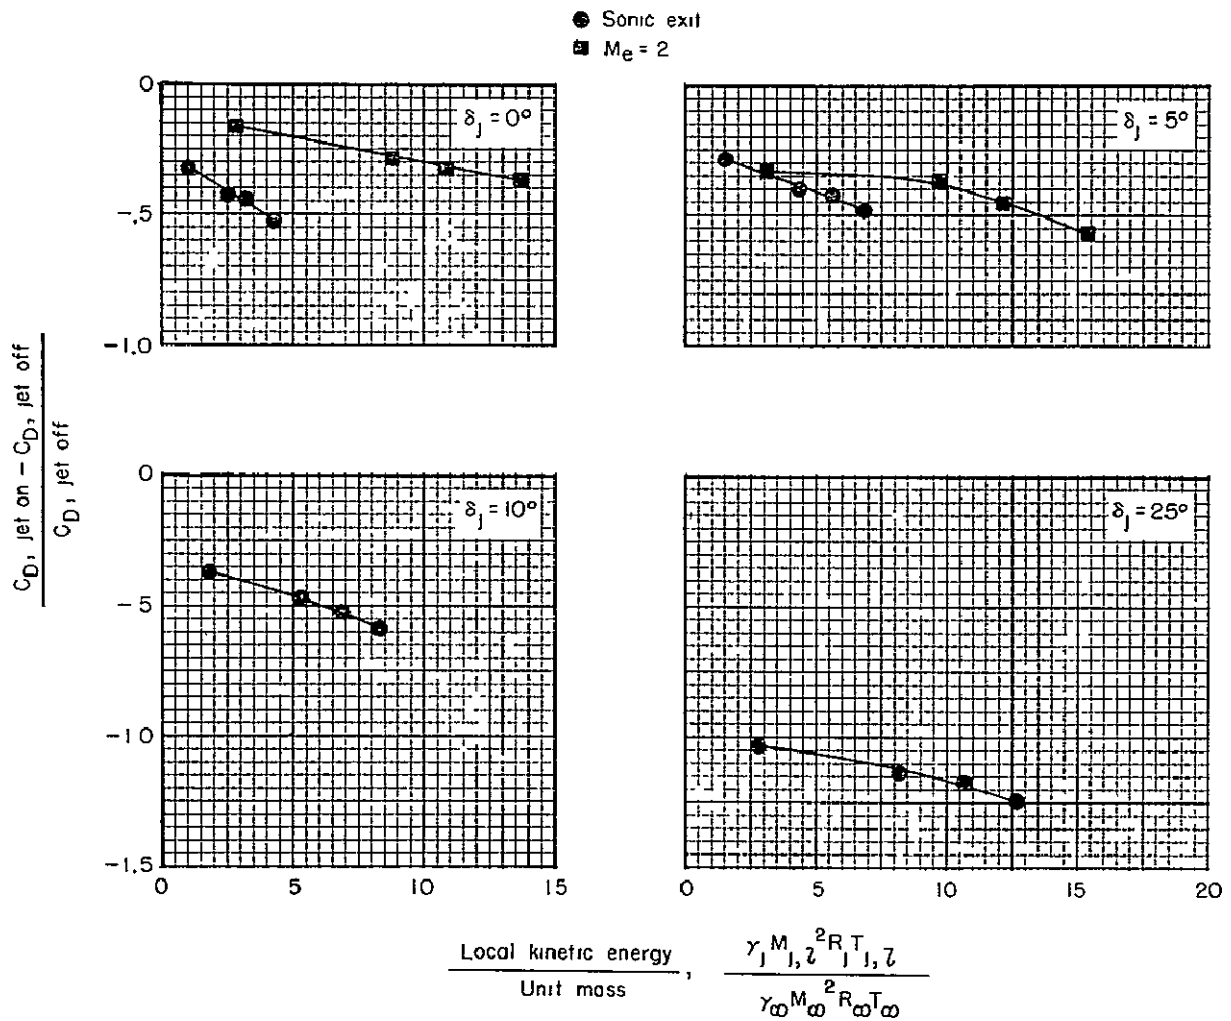 Sonic exit
Me = 2
0
-.5
-1.0
δj = 0°
δj = 5°
CD, jet on - CD, jet off
CD, jet off
0
-.5
-1.0
-1.5
δj = 10°
δj = 25°
0 5 10 15
0 5 10 15 20
Local kinetic energy
Unit mass
,
γj Mj, l² Rj Tj, l
γ∞ M∞² R∞ T∞